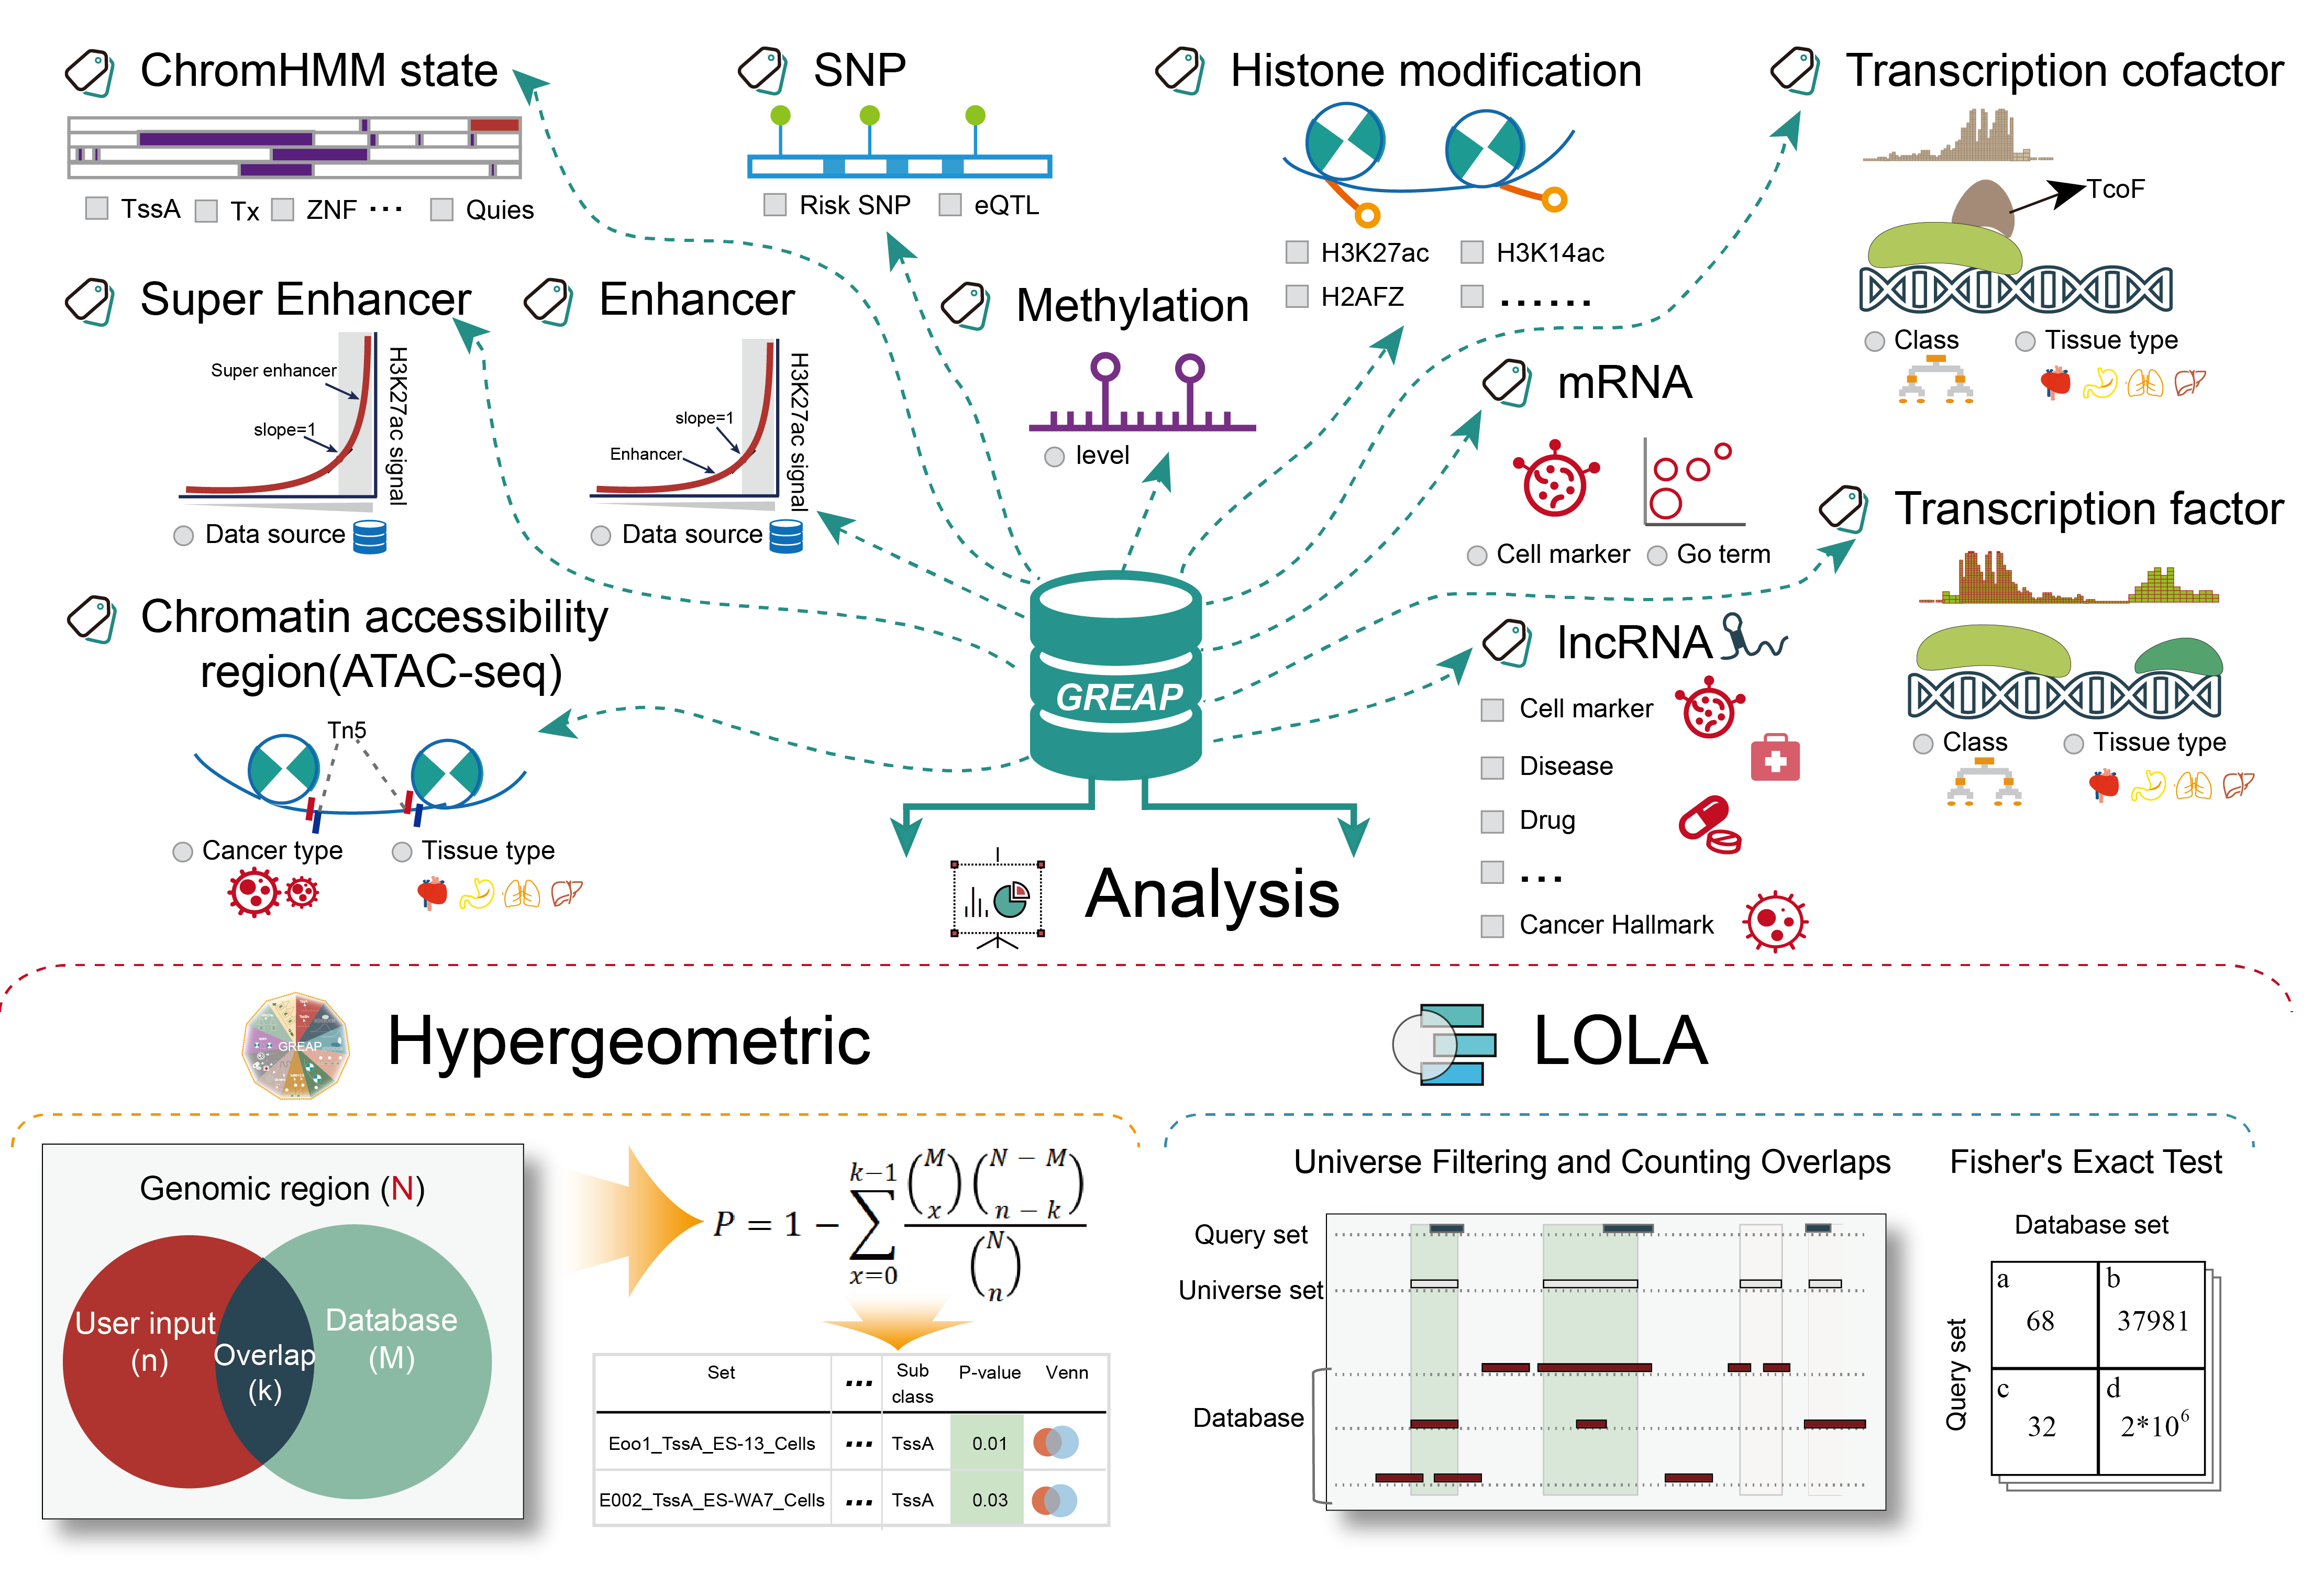 ChromHMM state
TssA
Tx
ZNF
...
Quies
SNP
Risk SNP
eQTL
Histone modification
H3K27ac
H3K14ac
H2AFZ
......
Transcription cofactor
TcoF
Class
Tissue type
Super Enhancer
Super enhancer
slope=1
H3K27ac signal
Data source
Enhancer
slope=1
Enhancer
H3K27ac signal
Data source
Methylation
level
mRNA
Cell marker
Go term
Transcription factor
Class
Tissue type
Chromatin accessibility
region(ATAC-seq)
Tn5
Cancer type
Tissue type
GREAP
lncRNA
Cell marker
Disease
Drug
...
Cancer Hallmark
Analysis
GREAP
Hypergeometric
LOLA
Genomic region (N)
User input
(n)
Overlap
(k)
Database
(M)
P = 1 − ∑_{x=0}^{k−1} \frac{\binom{M}{x}\binom{N − M}{n − k}}{\binom{N}{n}}
Set ... Sub class P-value Venn
Eoo1_TssA_ES-13_Cells ... TssA 0.01
E002_TssA_ES-WA7_Cells ... TssA 0.03
Universe Filtering and Counting Overlaps
Query set
Universe set
Database
Fisher's Exact Test
Database set
Query set
a
68
b
37981
c
32
d
2*10^6